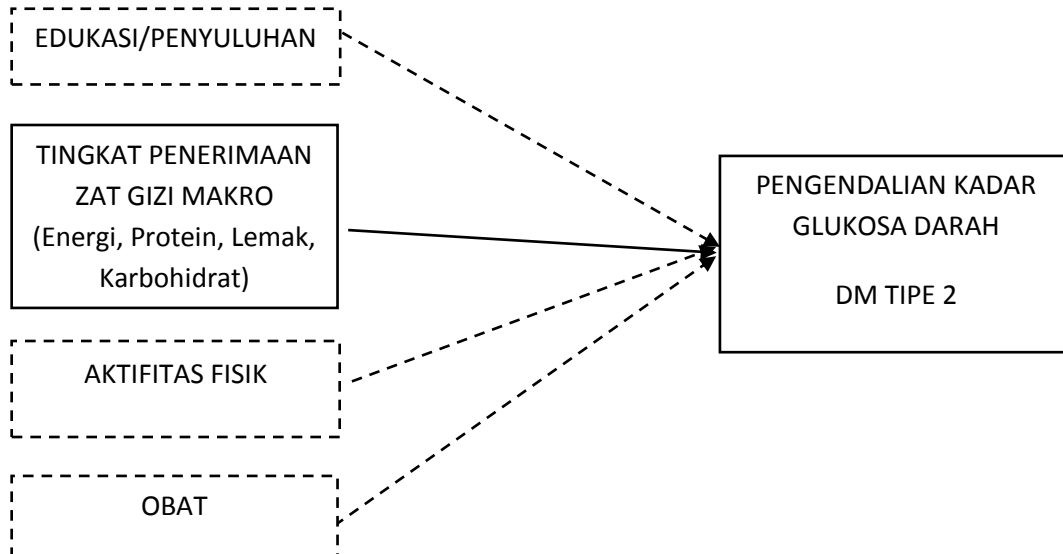 EDUKASI/PENYULUHAN
TINGKAT PENERIMAAN
ZAT GIZI MAKRO
(Energi, Protein, Lemak,
Karbohidrat)
AKTIFITAS FISIK
OBAT
PENGENDALIAN KADAR
GLUKOSA DARAH
DM TIPE 2